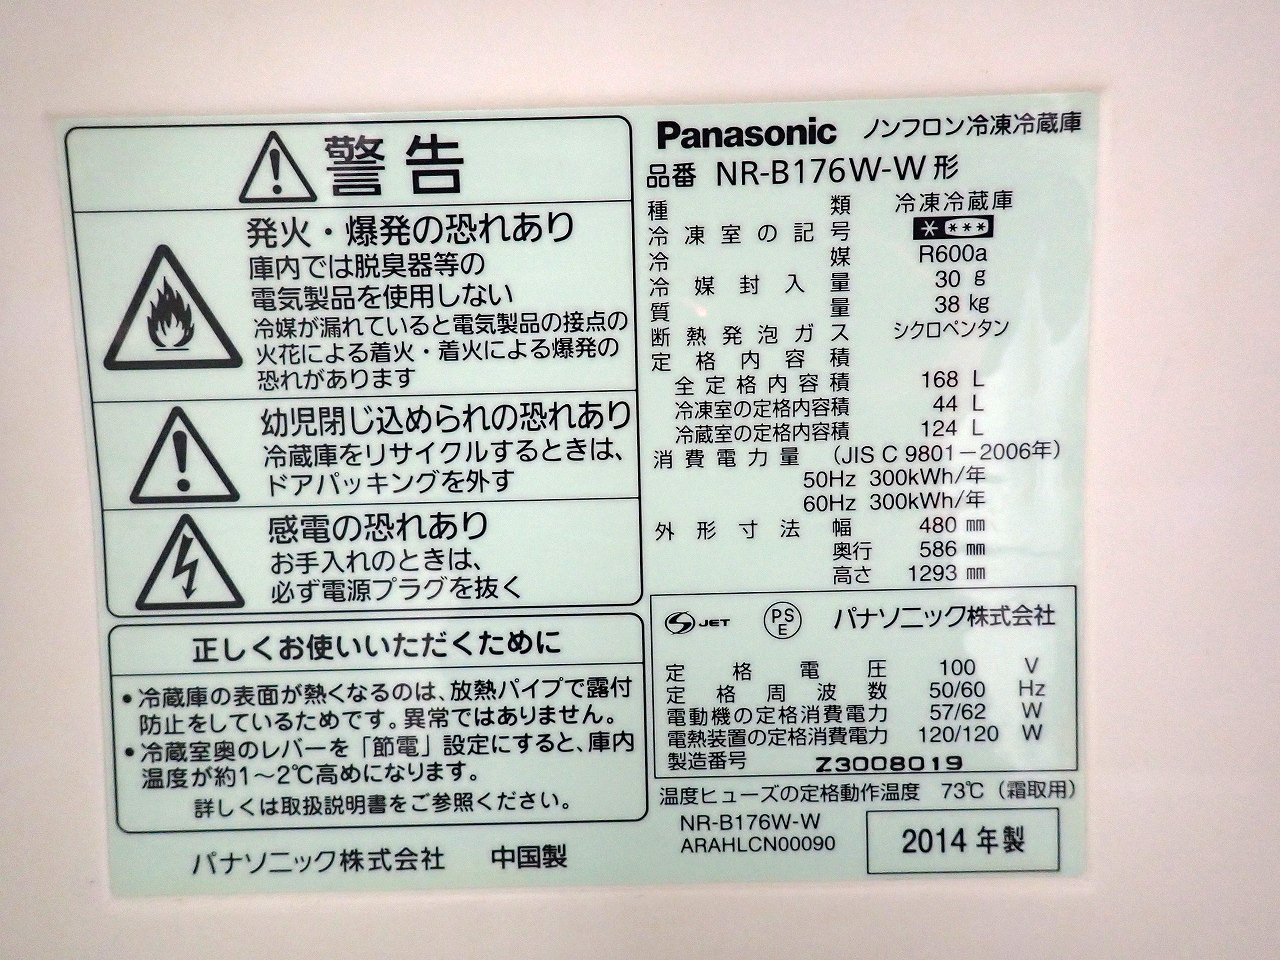 警告
発火・爆発の恐れあり
庫内では脱臭器等の
電気製品を使用しない
冷媒が漏れていると電気製品の接点の
火花による着火・着火による爆発の
恐れがあります
幼児閉じ込められの恐れあり
冷蔵庫をリサイクルするときは、
ドアパッキングを外す
感電の恐れあり
お手入れのときは、
必ず電源プラグを抜く
正しくお使いいただくために
•冷蔵庫の表面が熱くなるのは、放熱パイプで露付
防止をしているためです。異常ではありません。
•冷蔵室奥のレバーを「節電」設定にすると、庫内
温度が約1〜2℃高めになります。
詳しくは取扱説明書をご参照ください。
パナソニック株式会社 中国製
Panasonic ノンフロン冷凍冷蔵庫
品番 NR-B176W-W形
種類 冷凍冷蔵庫
冷凍室の記号 * ***
冷媒 R600a
冷媒封入量 30 g
質量 38 kg
断熱発泡ガス シクロペンタン
定格内容積
全定格内容積 168 L
冷凍室の定格内容積 44 L
冷蔵室の定格内容積 124 L
消費電力量 (JIS C 9801-2006年)
50Hz 300kWh/年
60Hz 300kWh/年
外形寸法 幅 480 ㎜
奥行 586 ㎜
高さ 1293 ㎜
S JET PSE パナソニック株式会社
定格電圧 100 V
定格周波数 50/60 Hz
電動機の定格消費電力 57/62 W
電熱装置の定格消費電力 120/120 W
製造番号 Z3008019
温度ヒューズの定格動作温度 73℃(霜取用)
NR-B176W-W
ARAHLCN00090
2014年製